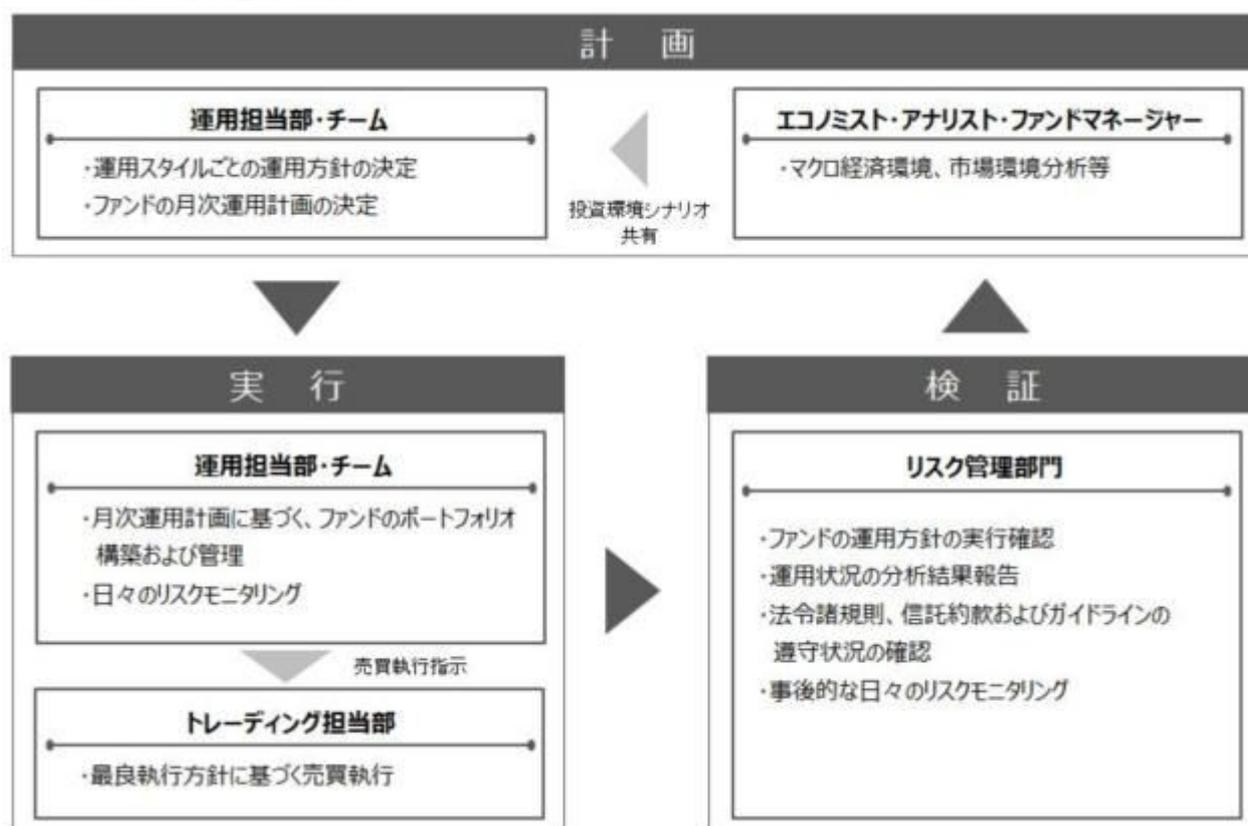 計　画
運用担当部・チーム
・運用スタイルごとの運用方針の決定
・ファンドの月次運用計画の決定
投資環境シナリオ
共有
エコノミスト・アナリスト・ファンドマネージャー
・マクロ経済環境、市場環境分析等
実　行
運用担当部・チーム
・月次運用計画に基づく、ファンドのポートフォリオ
構築および管理
・日々のリスクモニタリング
売買執行指示
トレーディング担当部
・最良執行方針に基づく売買執行
検　証
リスク管理部門
・ファンドの運用方針の実行確認
・運用状況の分析結果報告
・法令諸規則、信託約款およびガイドラインの
遵守状況の確認
・事後的な日々のリスクモニタリング